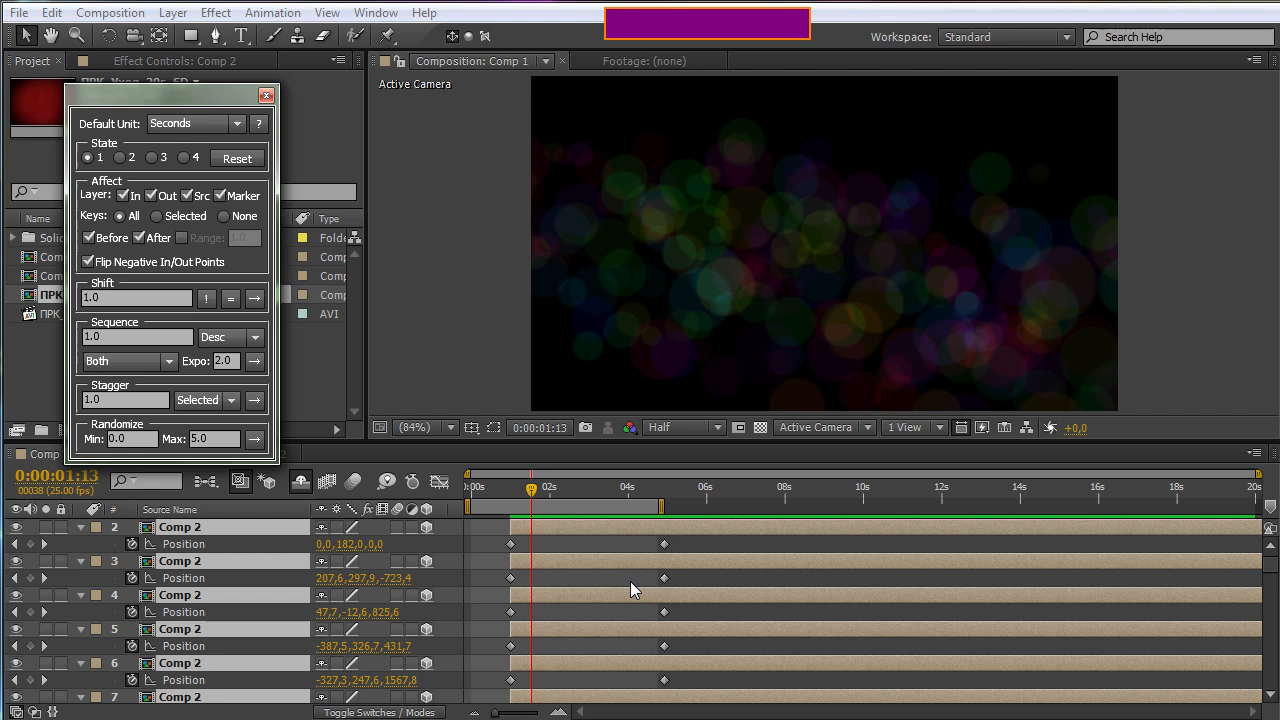 File Edit Composition Layer Effect Animation View Window Help
Workspace: Standard Search Help
Project Effect Controls: Comp 2 Composition: Comp 1 Footage: (none)
Active Camera
Default Unit: Seconds ?
State
1 2 3 4 Reset
Affect
Layer: In Out Src Marker
Keys: All Selected None
Before After Range: 1.0
Flip Negative In/Out Points
Shift
1.0 ! =
Sequence
1.0 Desc
Both Expo: 2.0
Stagger
1.0 Selected
Randomize
Min: 0.0 Max: 5.0
Name Type
Solid Folde
Com Comp
Com Comp
ПРК Comp
ПРК AVI
(84%) 0:00:01:13 Half Active Camera 1 View +0,0
Comp 2
0:00:01:13
00038 (25.00 fps)
:00s 02s 04s 06s 08s 10s 12s 14s 16s 18s 20s
# Source Name
2 Comp 2
Position 0,0,182,0,0,0
3 Comp 2
Position 207,6,297,9,-723,4
4 Comp 2
Position 47,7,-12,6,825,6
5 Comp 2
Position -387,5,326,7,431,7
6 Comp 2
Position -327,3,247,6,1567,8
7 Comp 2
Toggle Switches / Modes